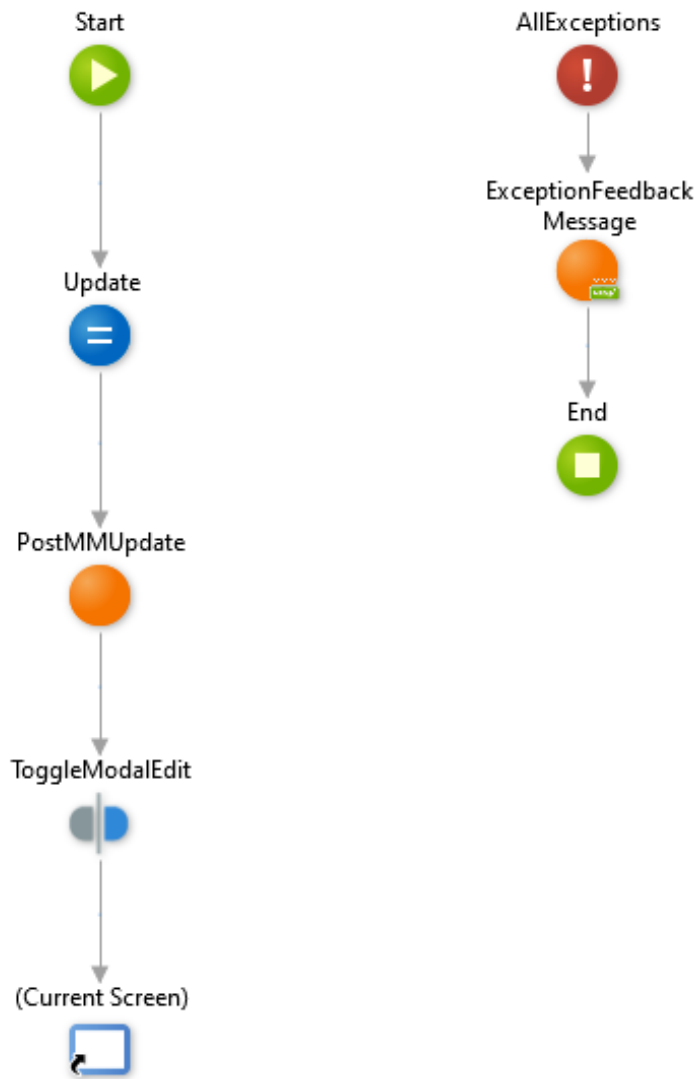 Start
Update
PostMMUpdate
ToggleModalEdit
(Current Screen)
AllExceptions
!
ExceptionFeedback
Message
End